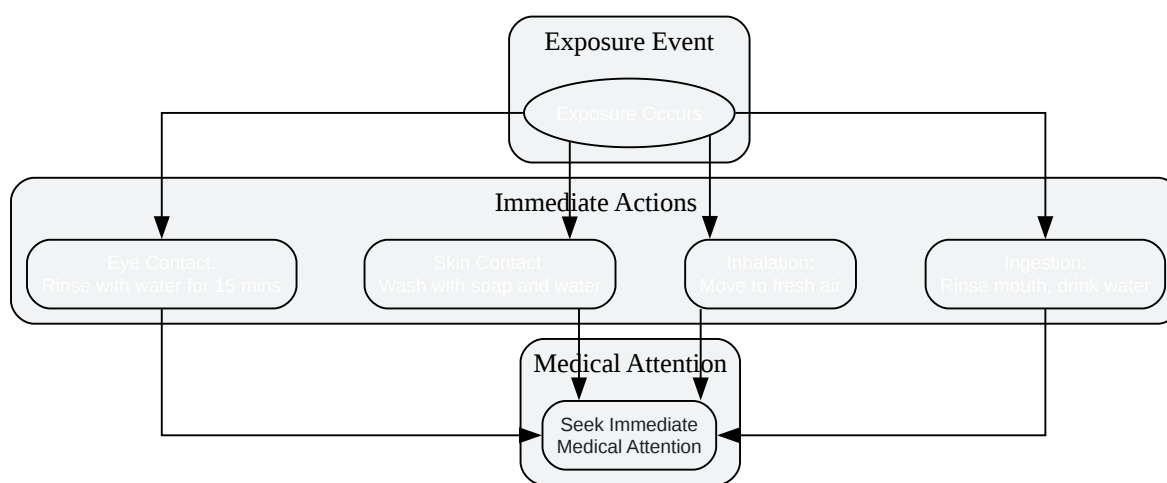 Exposure Event
Exposure Occurs
Immediate Actions
Eye Contact:
Rinse with water for 15 mins
Skin Contact:
Wash with soap and water
Inhalation:
Move to fresh air
Ingestion:
Rinse mouth, drink water
Medical Attention
Seek Immediate
Medical Attention